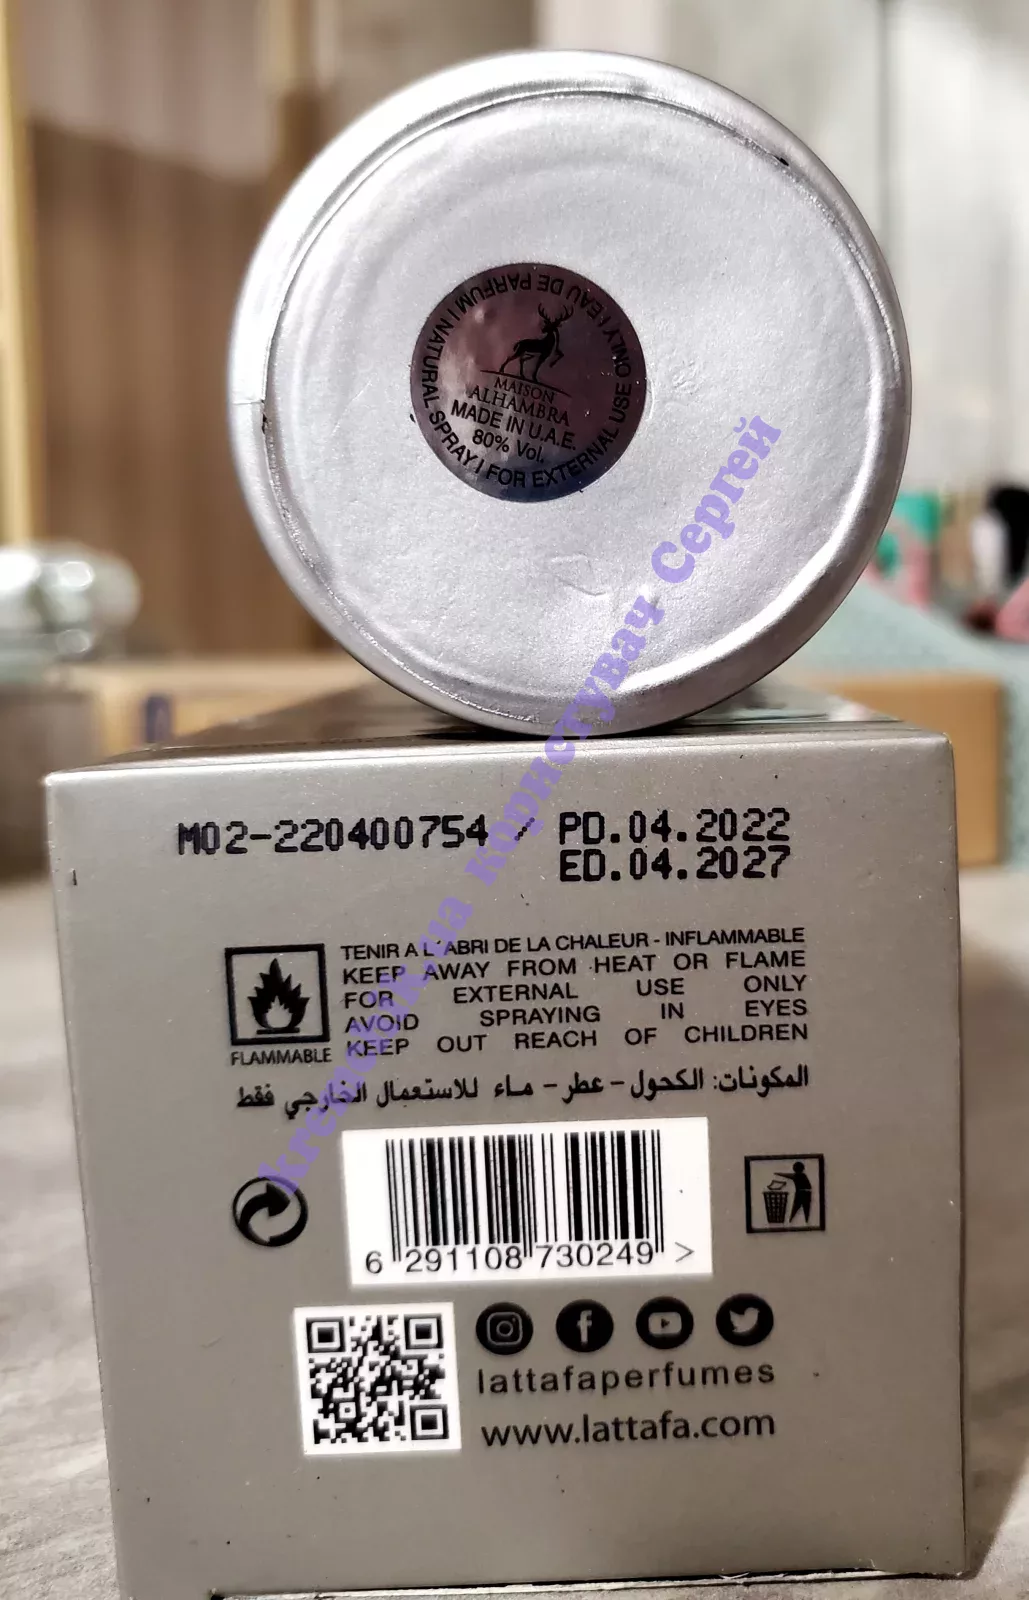 EAU DE PARFUM | NATURAL SPRAY | FOR EXTERNAL USE ONLY |
MAISON
ALHAMBRA
MADE IN U.A.E.
80% Vol.
kremchik.ua користувач Сергей
M02-220400754 / PD.04.2022
ED.04.2027
TENIR A L´ABRI DE LA CHALEUR - INFLAMMABLE
KEEP AWAY FROM HEAT OR FLAME
FOR EXTERNAL USE ONLY
AVOID SPRAYING IN EYES
KEEP OUT REACH OF CHILDREN
FLAMMABLE
المكونات: الكحول - عطر - ماء للاستعمال الخارجي فقط
6 291108 730249 >
lattafaperfumes
www.lattafa.com